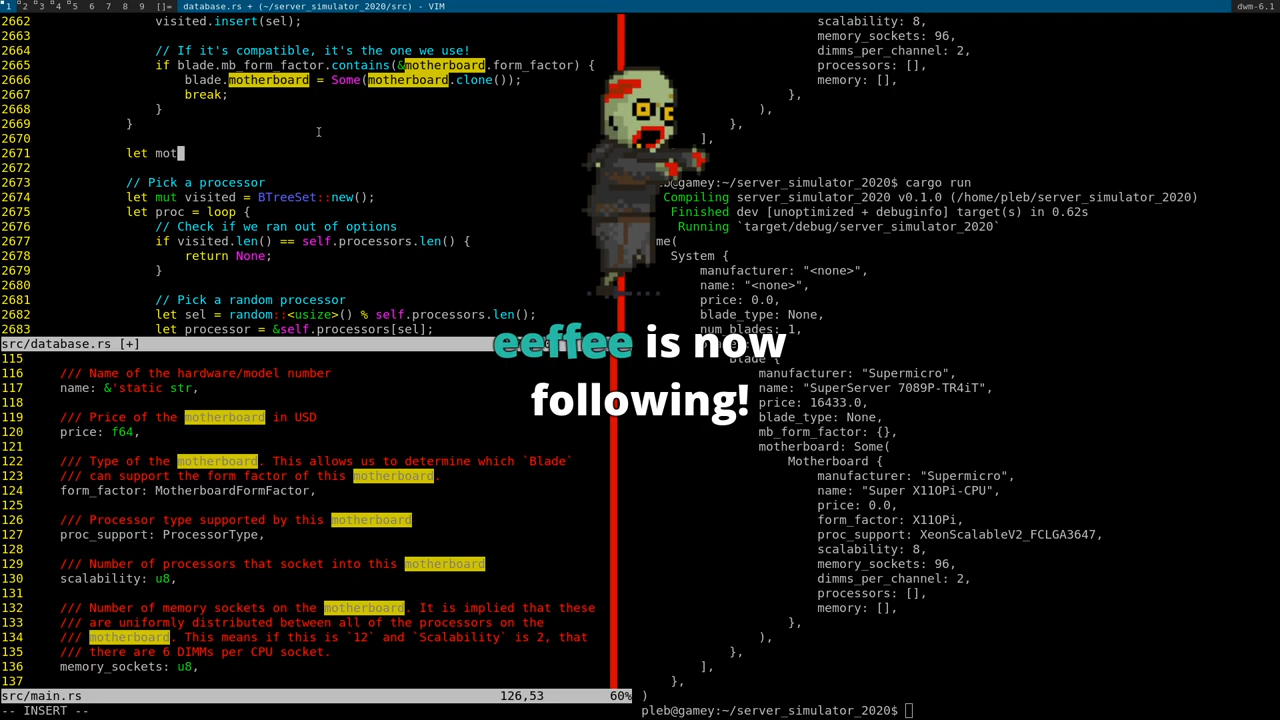 1 2 3 4 5 6 7 8 9 []= database.rs + (~/server_simulator_2020/src) - VIM dwm-6.1
2662 visited.insert(sel);
2663
2664 // If it's compatible, it's the one we use!
2665 if blade.mb_form_factor.contains(&motherboard.form_factor) {
2666 blade.motherboard = Some(motherboard.clone());
2667 break;
2668 }
2669 }
2670
2671 let mot
2672
2673 // Pick a processor
2674 let mut visited = BTreeSet::new();
2675 let proc = loop {
2676 // Check if we ran out of options
2677 if visited.len() == self.processors.len() {
2678 return None;
2679 }
2680
2681 // Pick a random processor
2682 let sel = random::<usize>() % self.processors.len();
2683 let processor = &self.processors[sel];
src/database.rs [+]
115
116 /// Name of the hardware/model number
117 name: &'static str,
118
119 /// Price of the motherboard in USD
120 price: f64,
121
122 /// Type of the motherboard. This allows us to determine which `Blade`
123 /// can support the form factor of this motherboard.
124 form_factor: MotherboardFormFactor,
125
126 /// Processor type supported by this motherboard
127 proc_support: ProcessorType,
128
129 /// Number of processors that socket into this motherboard
130 scalability: u8,
131
132 /// Number of memory sockets on the motherboard. It is implied that these
133 /// are uniformly distributed between all of the processors on the
134 /// motherboard. This means if this is `12` and `Scalability` is 2, that
135 /// there are 6 DIMMs per CPU socket.
136 memory_sockets: u8,
137
src/main.rs 126,53 60%
-- INSERT --
eeffee is now
following!
scalability: 8,
memory_sockets: 96,
dimms_per_channel: 2,
processors: [],
memory: [],
},
),
},
],
eb@gamey:~/server_simulator_2020$ cargo run
Compiling server_simulator_2020 v0.1.0 (/home/pleb/server_simulator_2020)
Finished dev [unoptimized + debuginfo] target(s) in 0.62s
Running `target/debug/server_simulator_2020`
me(
System {
manufacturer: "<none>",
name: "<none>",
price: 0.0,
blade_type: None,
num_blades: 1,
Blade {
manufacturer: "Supermicro",
name: "SuperServer 7089P-TR4iT",
price: 16433.0,
blade_type: None,
mb_form_factor: {},
motherboard: Some(
Motherboard {
manufacturer: "Supermicro",
name: "Super X11OPi-CPU",
price: 0.0,
form_factor: X11OPi,
proc_support: XeonScalableV2_FCLGA3647,
scalability: 8,
memory_sockets: 96,
dimms_per_channel: 2,
processors: [],
memory: [],
},
),
},
],
},
)
pleb@gamey:~/server_simulator_2020$